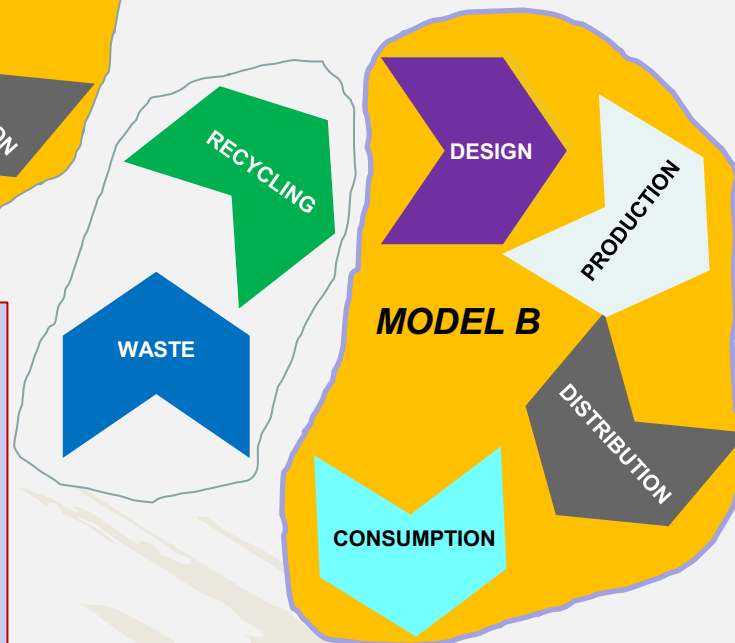 RECYCLING
DESIGN
PRODUCTION
WASTE
MODEL B
DISTRIBUTION
CONSUMPTION